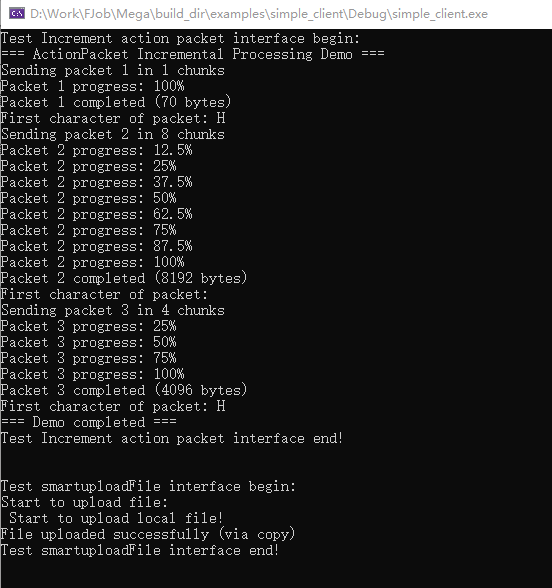 D:\Work\FJob\Mega\build_dir\examples\simple_client\Debug\simple_client.exe
Test Increment action packet interface begin:
=== ActionPacket Incremental Processing Demo ===
Sending packet 1 in 1 chunks
Packet 1 progress: 100%
Packet 1 completed (70 bytes)
First character of packet: H
Sending packet 2 in 8 chunks
Packet 2 progress: 12.5%
Packet 2 progress: 25%
Packet 2 progress: 37.5%
Packet 2 progress: 50%
Packet 2 progress: 62.5%
Packet 2 progress: 75%
Packet 2 progress: 87.5%
Packet 2 progress: 100%
Packet 2 completed (8192 bytes)
First character of packet:
Sending packet 3 in 4 chunks
Packet 3 progress: 25%
Packet 3 progress: 50%
Packet 3 progress: 75%
Packet 3 progress: 100%
Packet 3 completed (4096 bytes)
First character of packet: H
=== Demo completed ===
Test Increment action packet interface end!
Test smartuploadFile interface begin:
Start to upload file:
Start to upload local file!
File uploaded successfully (via copy)
Test smartuploadFile interface end!